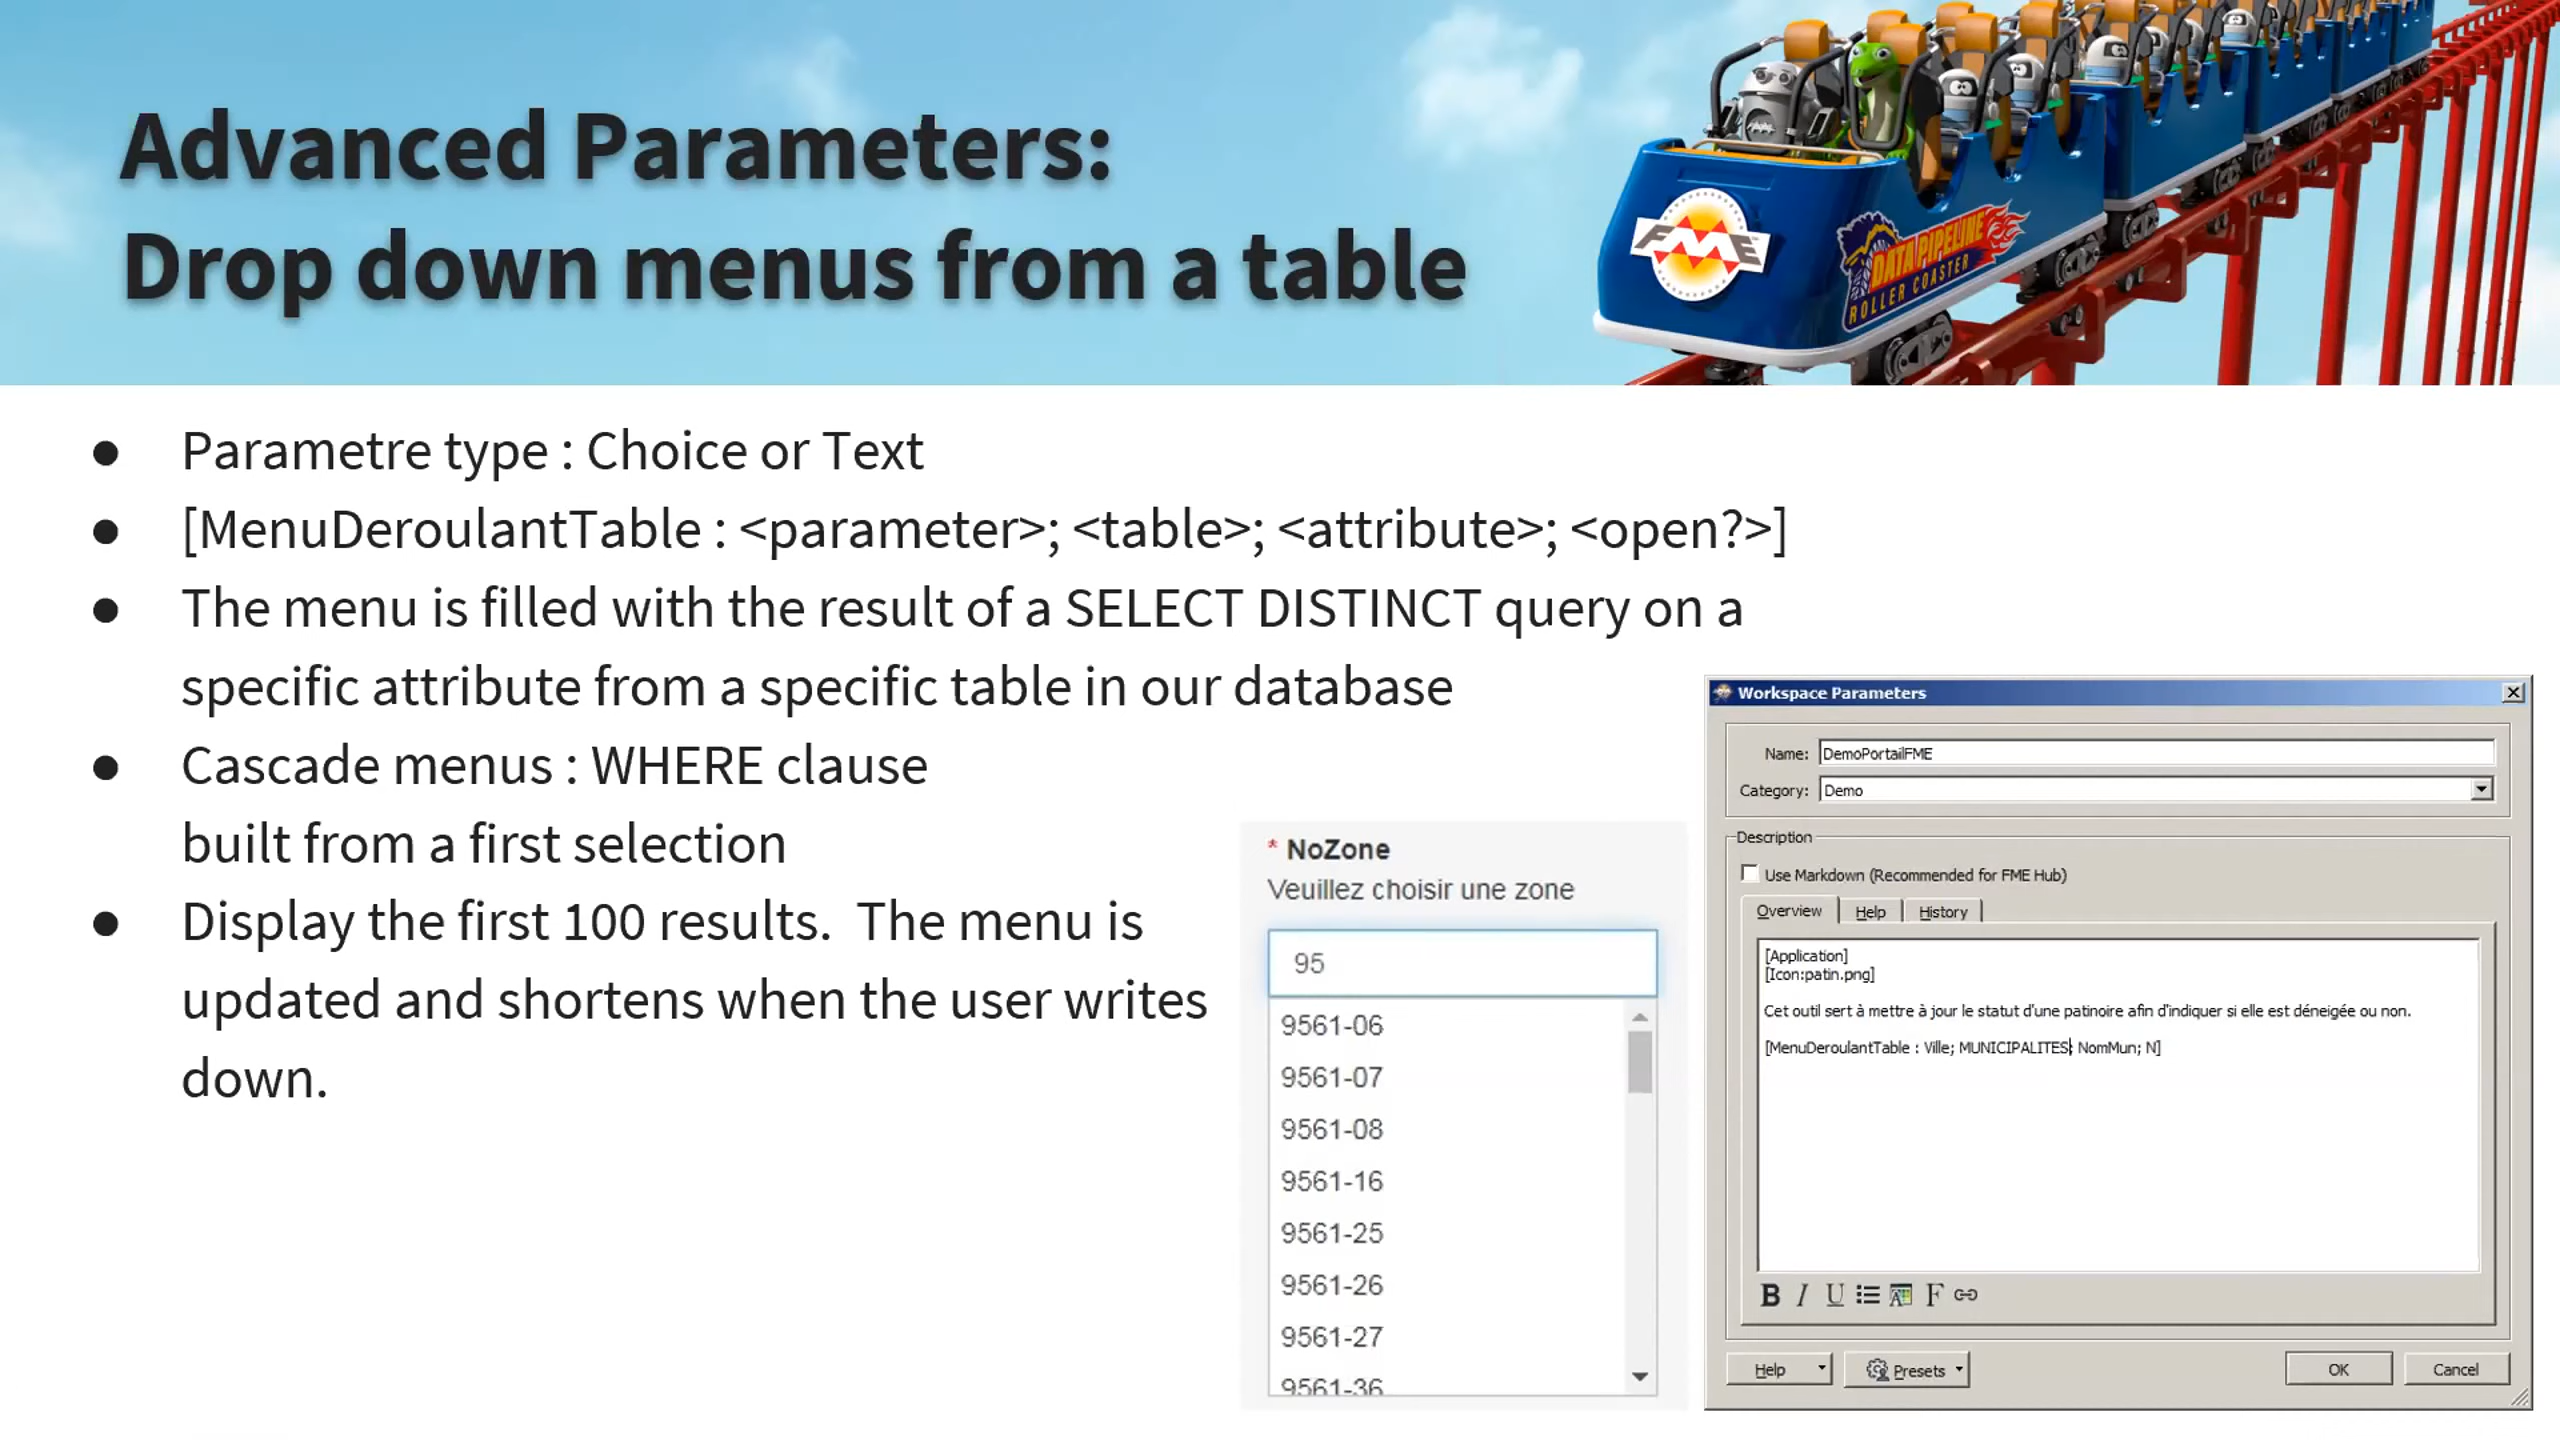 Advanced Parameters:
Drop down menus from a table
FME
DATA PIPELINE
ROLLER COASTER
● Parametre type : Choice or Text
● [MenuDeroulantTable : <parameter>; <table>; <attribute>; <open?>]
● The menu is filled with the result of a SELECT DISTINCT query on a
specific attribute from a specific table in our database
● Cascade menus : WHERE clause
built from a first selection
● Display the first 100 results.  The menu is
updated and shortens when the user writes
down.
* NoZone
Veuillez choisir une zone
95
9561-06
9561-07
9561-08
9561-16
9561-25
9561-26
9561-27
9561-36
Workspace Parameters
Name: DemoPortailFME
Category: Demo
Description
Use Markdown (Recommended for FME Hub)
Overview Help History
[Application]
[Icon:patin.png]
Cet outil sert à mettre à jour le statut d'une patinoire afin d'indiquer si elle est déneigée ou non.
[MenuDeroulantTable : Ville; MUNICIPALITES; NomMun; N]
B I U F
Help Presets OK Cancel